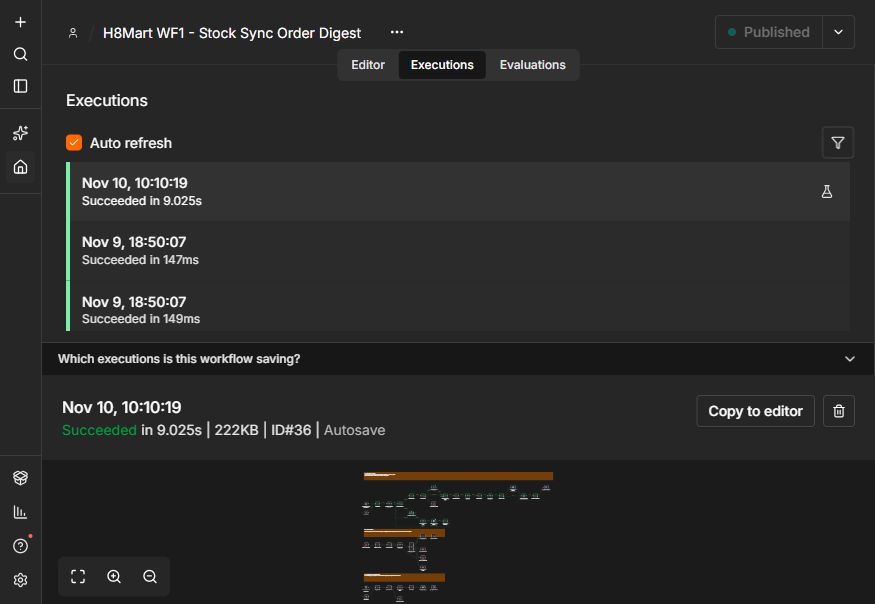 H8Mart WF1 - Stock Sync Order Digest
Published
Editor
Executions
Evaluations
Executions
Auto refresh
Nov 10, 10:10:19
Succeeded in 9.025s
Nov 9, 18:50:07
Succeeded in 147ms
Nov 9, 18:50:07
Succeeded in 149ms
Which executions is this workflow saving?
Nov 10, 10:10:19
Succeeded in 9.025s | 222KB | ID#36 | Autosave
Copy to editor